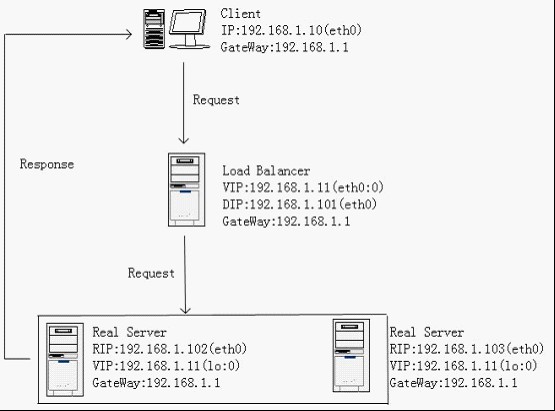 Client
IP:192.168.1.10(eth0)
GateWay:192.168.1.1
Request
Response
Load Balancer
VIP:192.168.1.11(eth0:0)
DIP:192.168.1.101(eth0)
GateWay:192.168.1.1
Request
Real Server
RIP:192.168.1.102(eth0)
VIP:192.168.1.11(lo:0)
GateWay:192.168.1.1
Real Server
RIP:192.168.1.103(eth0)
VIP:192.168.1.11(lo:0)
GateWay:192.168.1.1